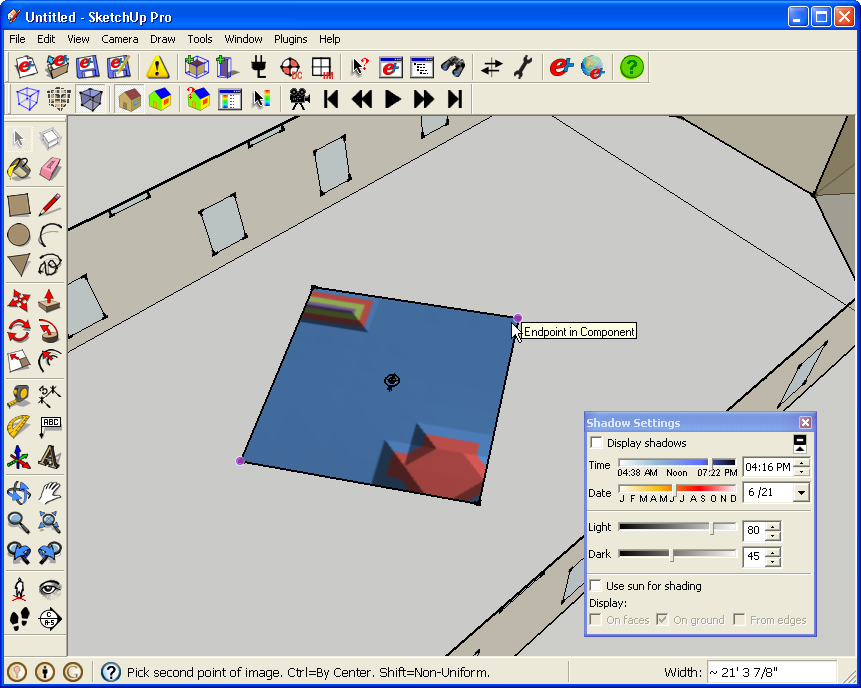 Untitled - SketchUp Pro
File Edit View Camera Draw Tools Window Plugins Help
Endpoint in Component
ABC
Shadow Settings
Display shadows
Time 04:38 AM Noon 07:22 PM 04:16 PM
Date J F M A M J J A S O N D 6 /21
Light 80
Dark 45
Use sun for shading
Display:
On faces On ground From edges
Pick second point of image. Ctrl=By Center. Shift=Non-Uniform.
Width: ~ 21' 3 7/8"